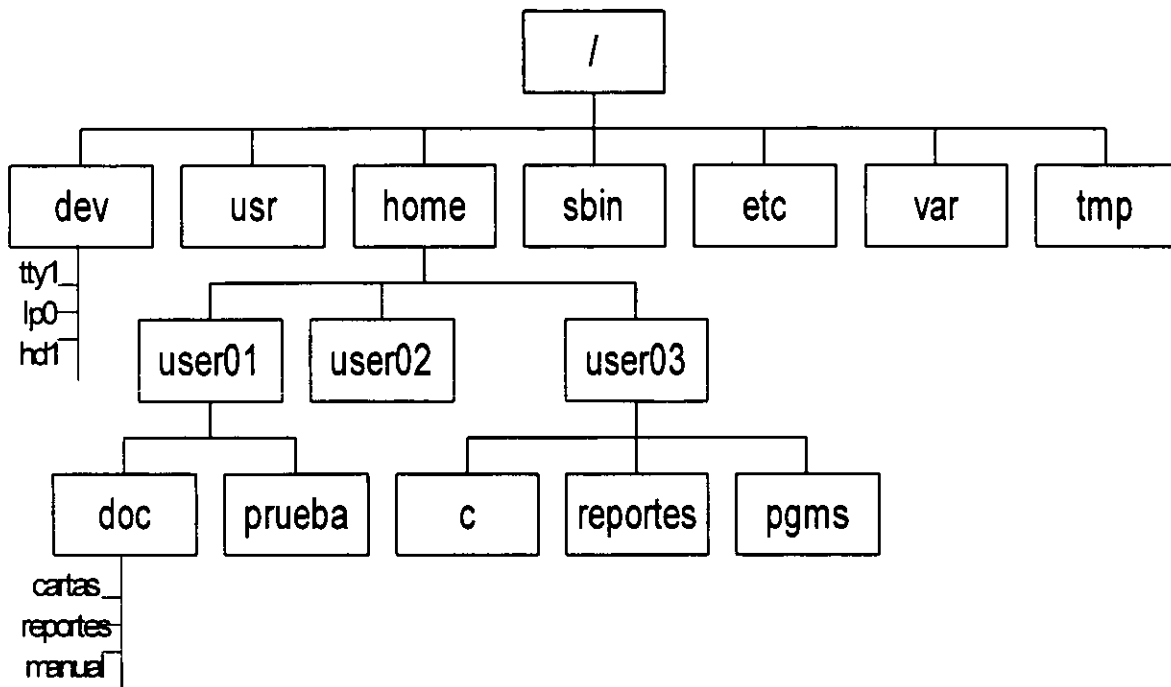 /
dev usr home sbin etc var tmp
tty1
lp0
hd1
user01 user02 user03
doc prueba c reportes pgms
cartas
reportes
manual